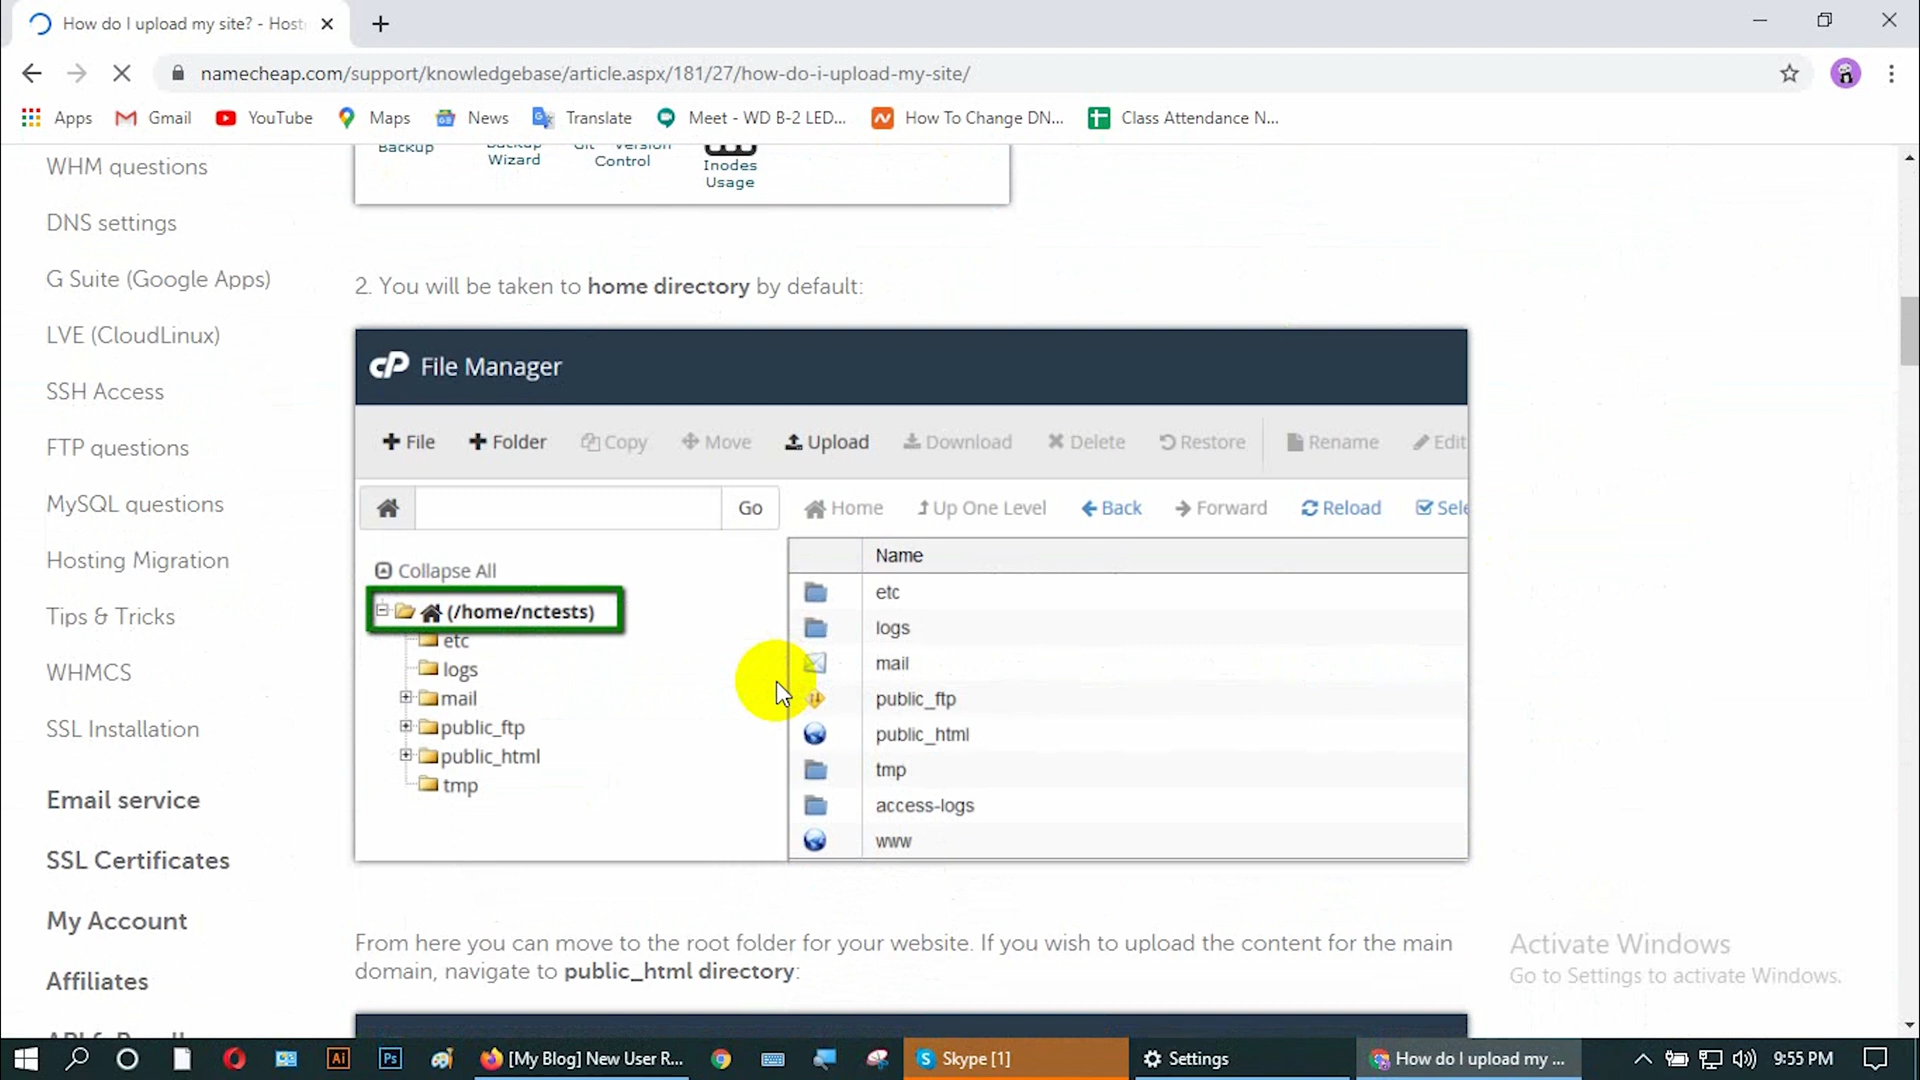 How do I upload my site? - Host
namecheap.com/support/knowledgebase/article.aspx/181/27/how-do-i-upload-my-site/
Apps
Gmail
YouTube
Maps
News
Translate
Meet - WD B-2 LED...
How To Change DN...
Class Attendance N...
WHM questions
DNS settings
G Suite (Google Apps)
LVE (CloudLinux)
SSH Access
FTP questions
MySQL questions
Hosting Migration
Tips & Tricks
WHMCS
SSL Installation
Email service
SSL Certificates
My Account
Affiliates
Backup
Backup
Wizard
Git Version
Control
Inodes
Usage
2. You will be taken to home directory by default:
cP File Manager
File
Folder
Copy
Move
Upload
Download
Delete
Restore
Rename
Edit
Go
Home
Up One Level
Back
Forward
Reload
Sele
Collapse All
(/home/nctests)
etc
logs
mail
public_ftp
public_html
tmp
Name
etc
logs
mail
public_ftp
public_html
tmp
access-logs
www
From here you can move to the root folder for your website. If you wish to upload the content for the main
domain, navigate to public_html directory:
Activate Windows
Go to Settings to activate Windows.
Ai
Ps
[My Blog] New User R...
Skype [1]
Settings
How do I upload my ...
9:55 PM